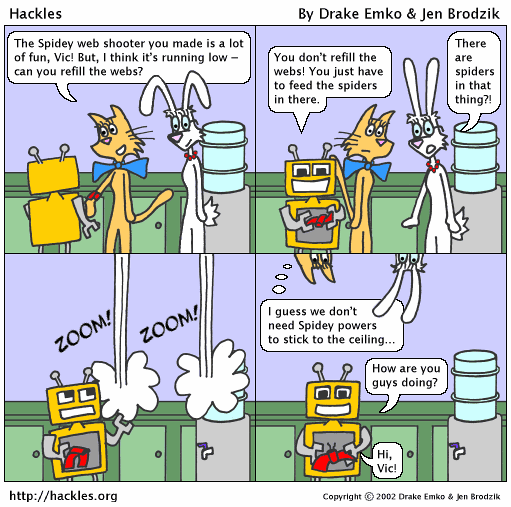 Hackles
By Drake Emko & Jen Brodzik
The Spidey web shooter you made is a lot
of fun, Vic! But, I think it's running low –
can you refill the webs?
You don't refill the
webs! You just have
to feed the spiders
in there.
There
are
spiders
in that
thing?!
ZOOM!
ZOOM!
I guess we don't
need Spidey powers
to stick to the ceiling...
How are you
guys doing?
Hi,
Vic!
http://hackles.org
Copyright © 2002 Drake Emko & Jen Brodzik